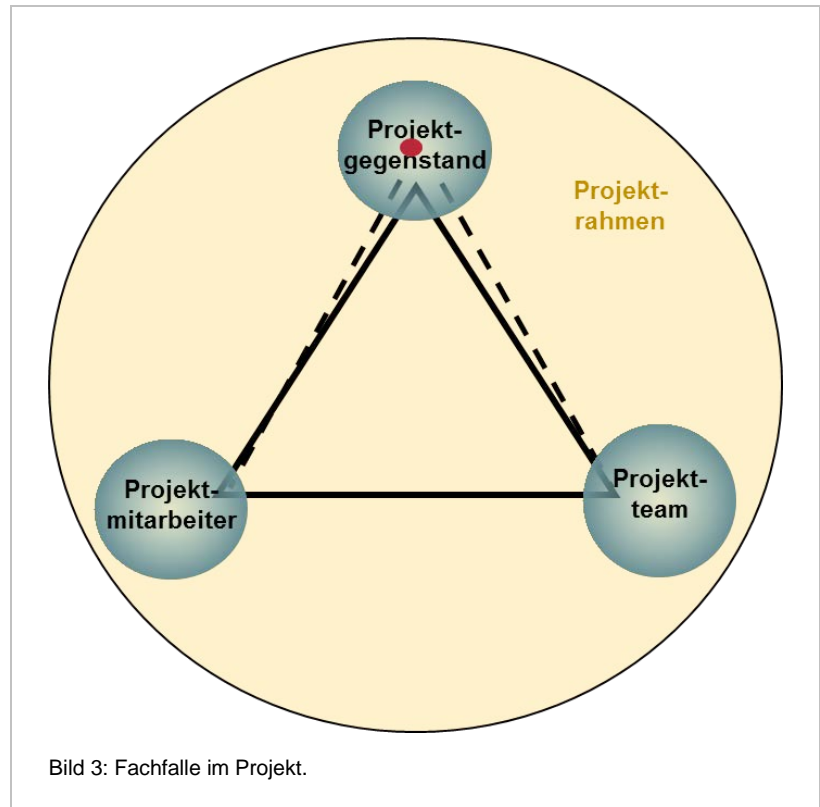 Projekt-
gegenstand
Projekt-
rahmen
Projekt-
mitarbeiter
Projekt-
team
Bild 3: Fachfalle im Projekt.